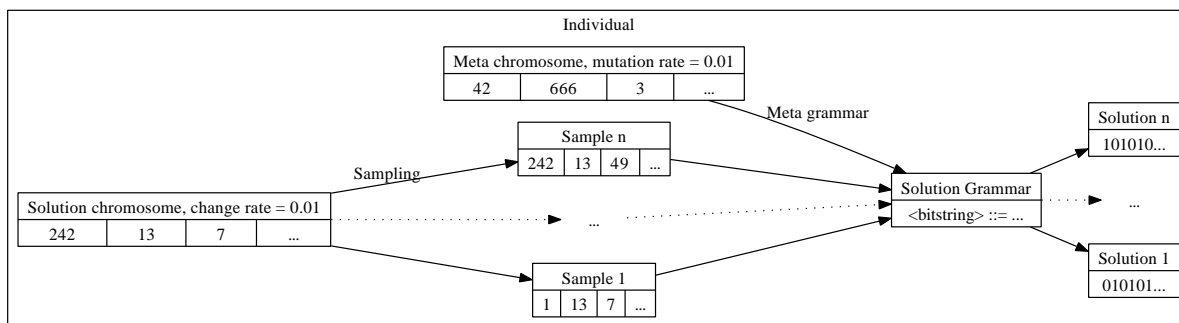 Individual
Meta chromosome, mutation rate = 0.01
42 666 3 ...
Meta grammar
Sample n
242 13 49 ...
Sampling
Solution chromosome, change rate = 0.01
242 13 7 ...
...
Sample 1
1 13 7 ...
Solution Grammar
<bitstring> ::= ...
Solution n
101010...
...
Solution 1
010101...